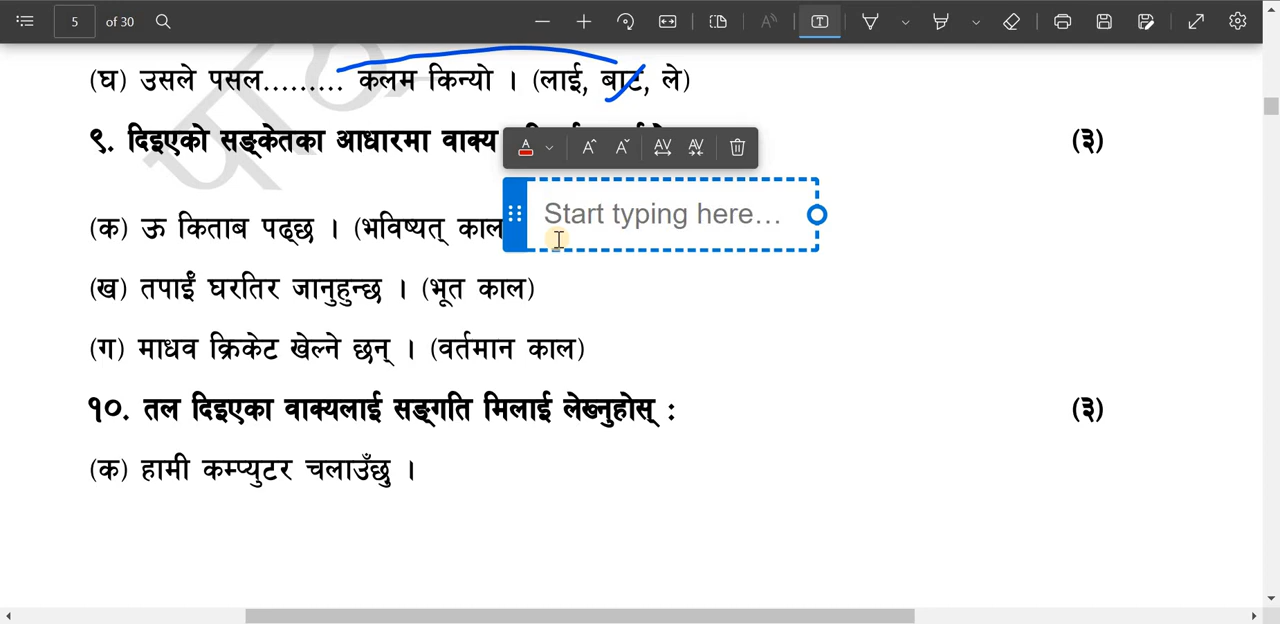 5 of 30
(घ) उसले पसल......... कलम किन्यो । (लाई, बाट, ले)
९. दिइएको सङ्केतका आधारमा वाक्य (३)
Start typing here...
(क) ऊ किताब पढ्छ । (भविष्यत् काल
(ख) तपाईँ घरतिर जानुहुन्छ । (भूत काल)
(ग) माधव क्रिकेट खेल्ने छन् । (वर्तमान काल)
१०. तल दिइएका वाक्यलाई सङ्गति मिलाई लेख्नुहोस् : (३)
(क) हामी कम्प्युटर चलाउँछु ।